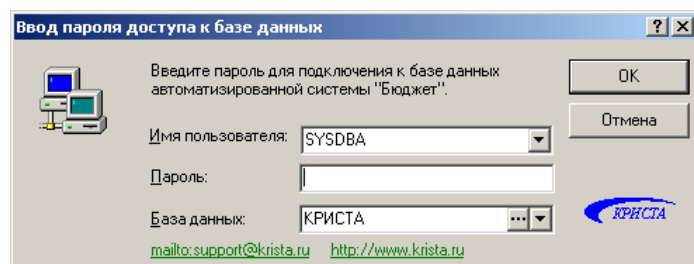 Ввод пароля доступа к базе данных
Введите пароль для подключения к базе данных
автоматизированной системы "Бюджет".
OK
Отмена
Имя пользователя: SYSDBA
Пароль:
База данных: КРИСТА
КРИСТА
mailto:support@krista.ru http://www.krista.ru